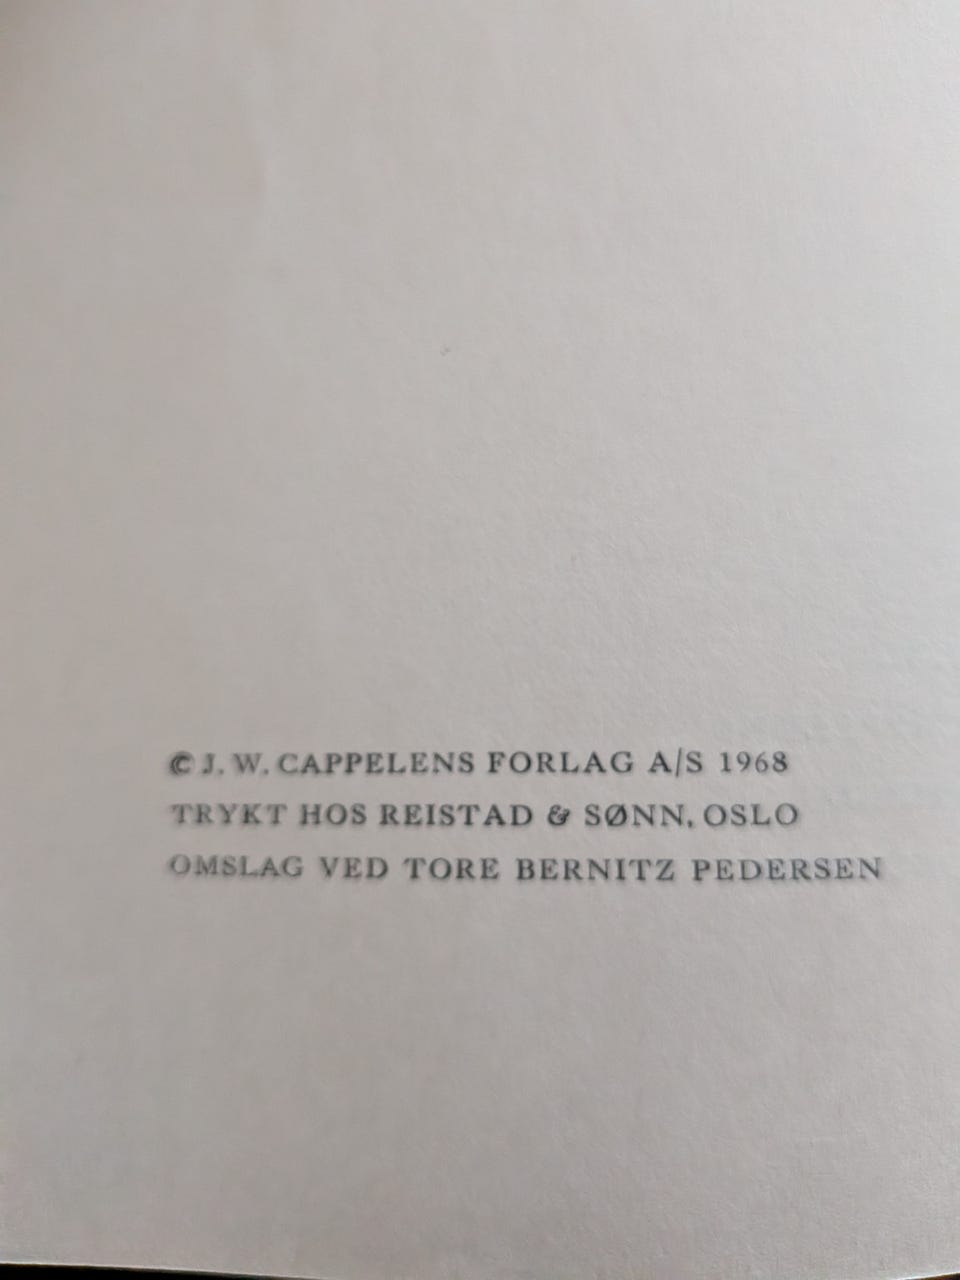 © J. W. CAPPELENS FORLAG A/S 1968
TRYKT HOS REISTAD & SØNN, OSLO
OMSLAG VED TORE BERNITZ PEDERSEN